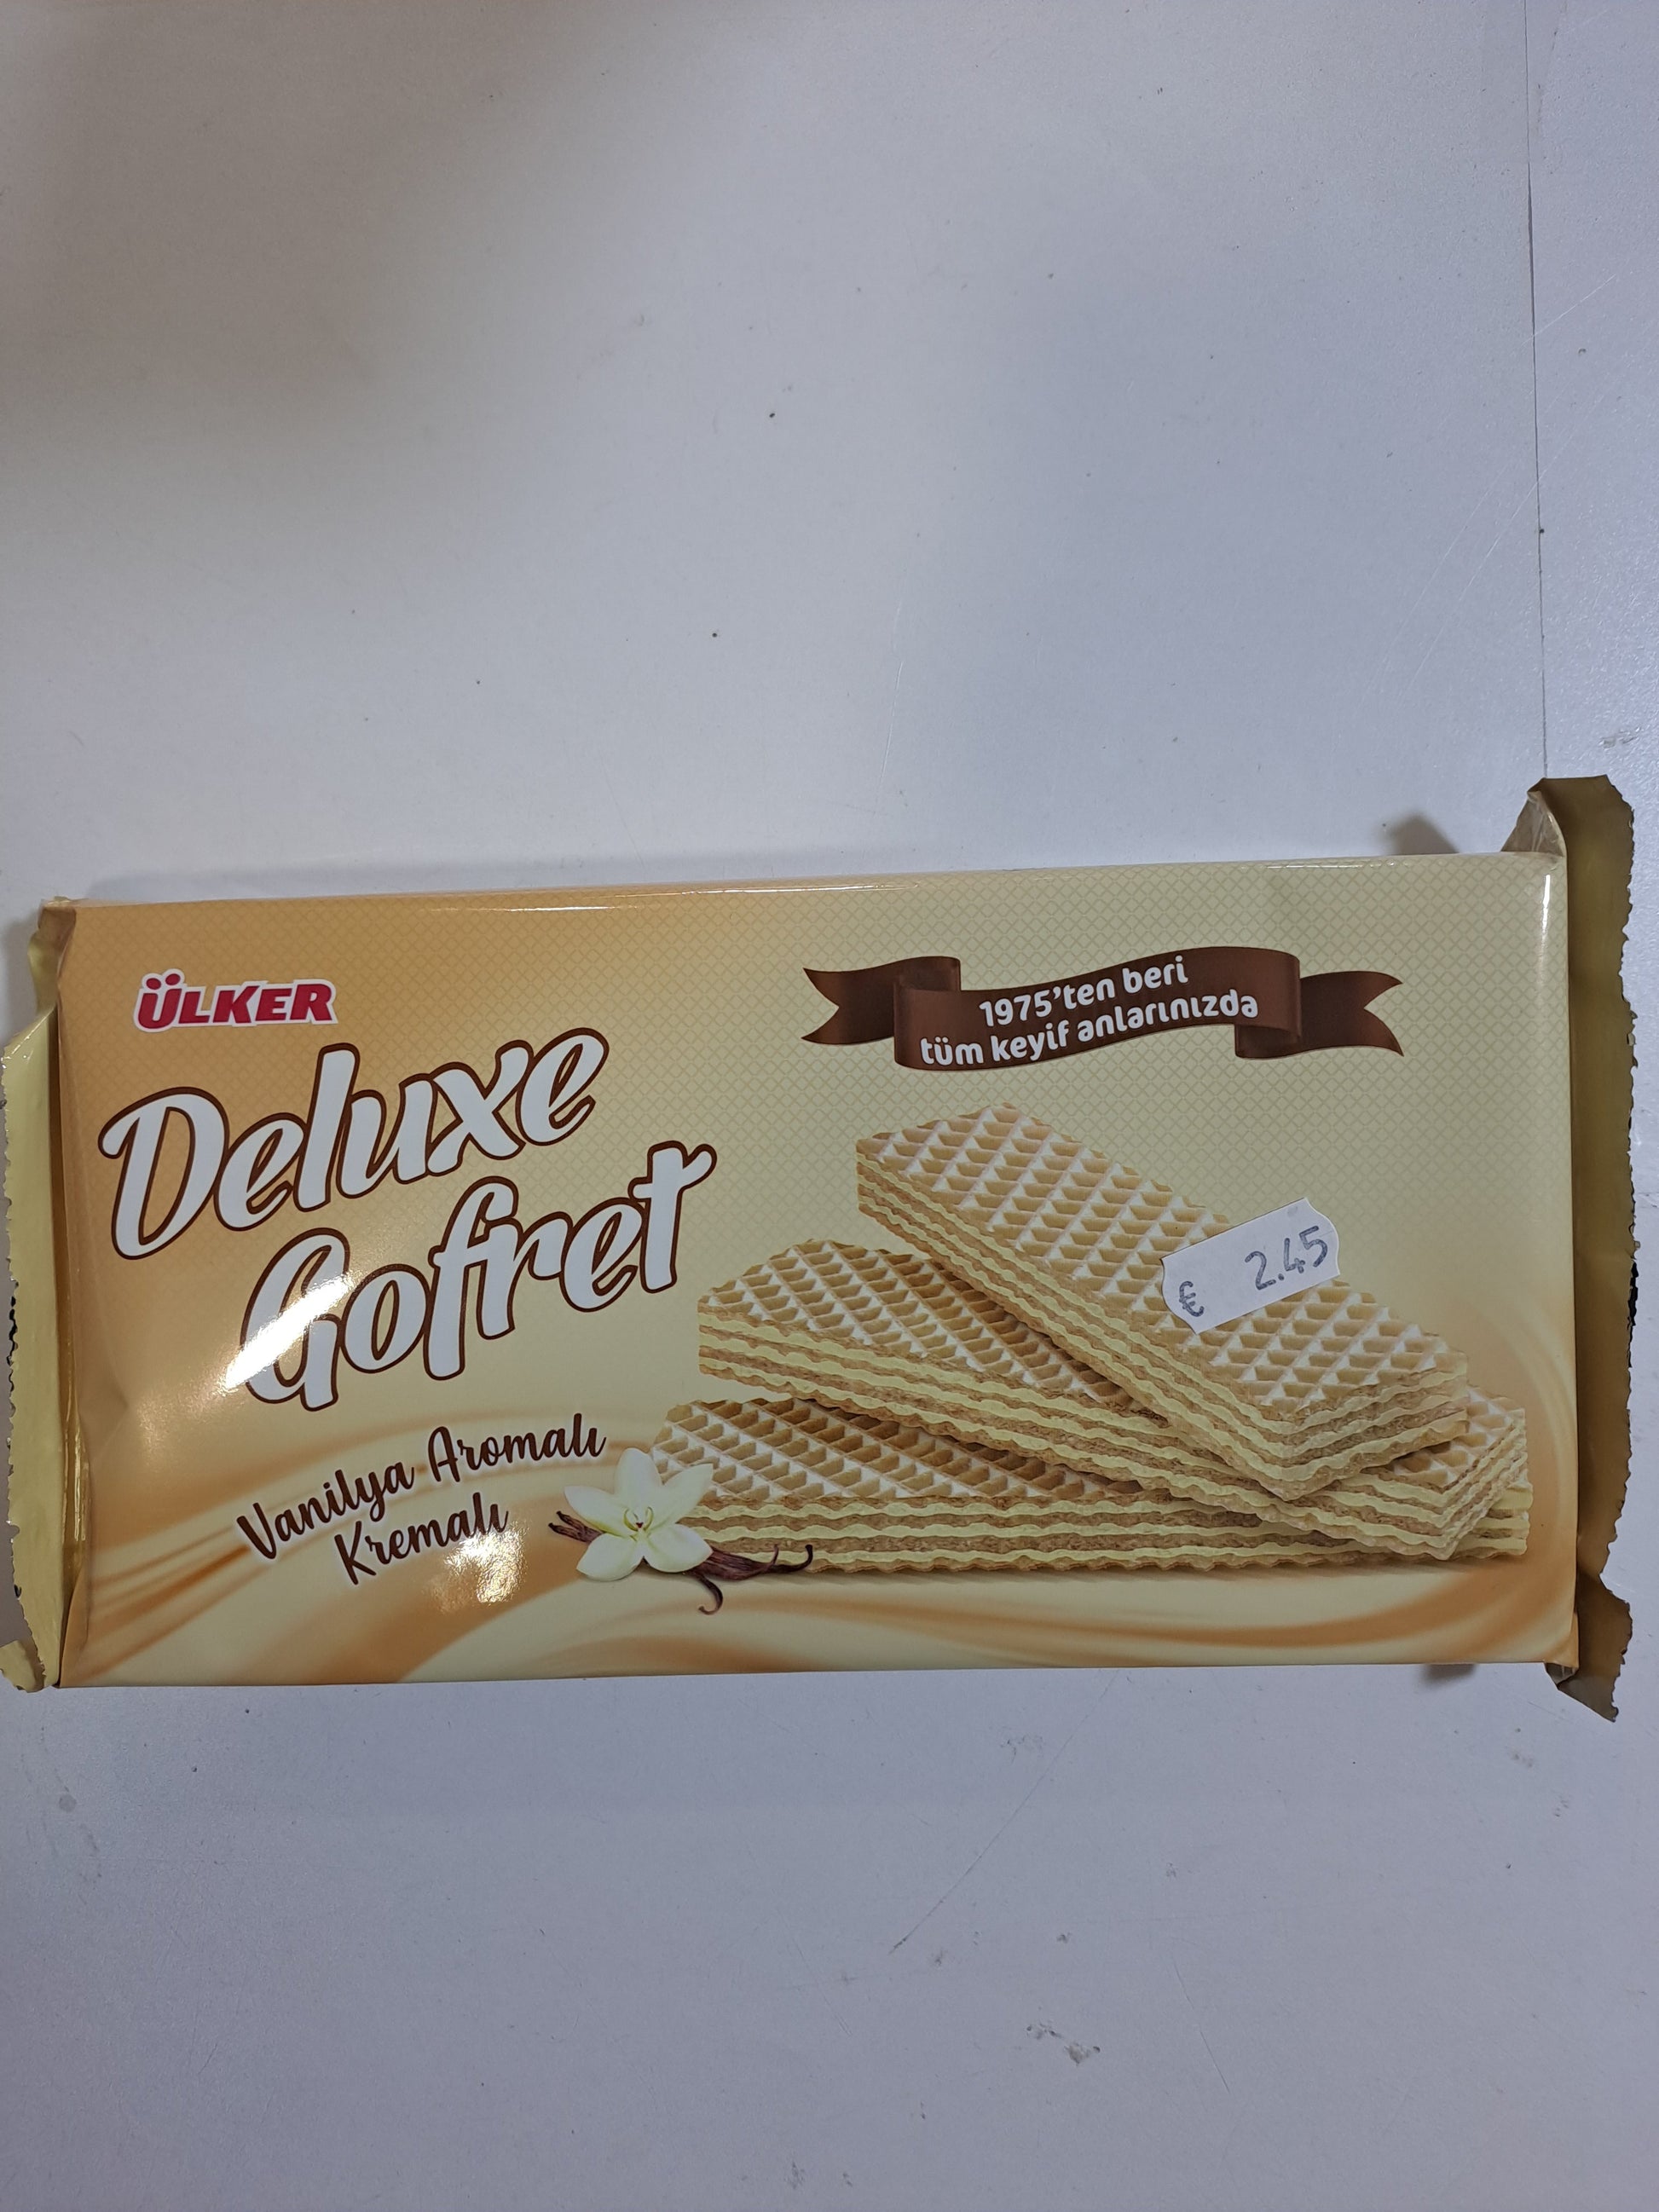 ÜLKER
Deluxe
Gofret
Vanilya Aromalı
Kremalı
1975'ten beri
tüm keyif anlarınızda
€ 2.45